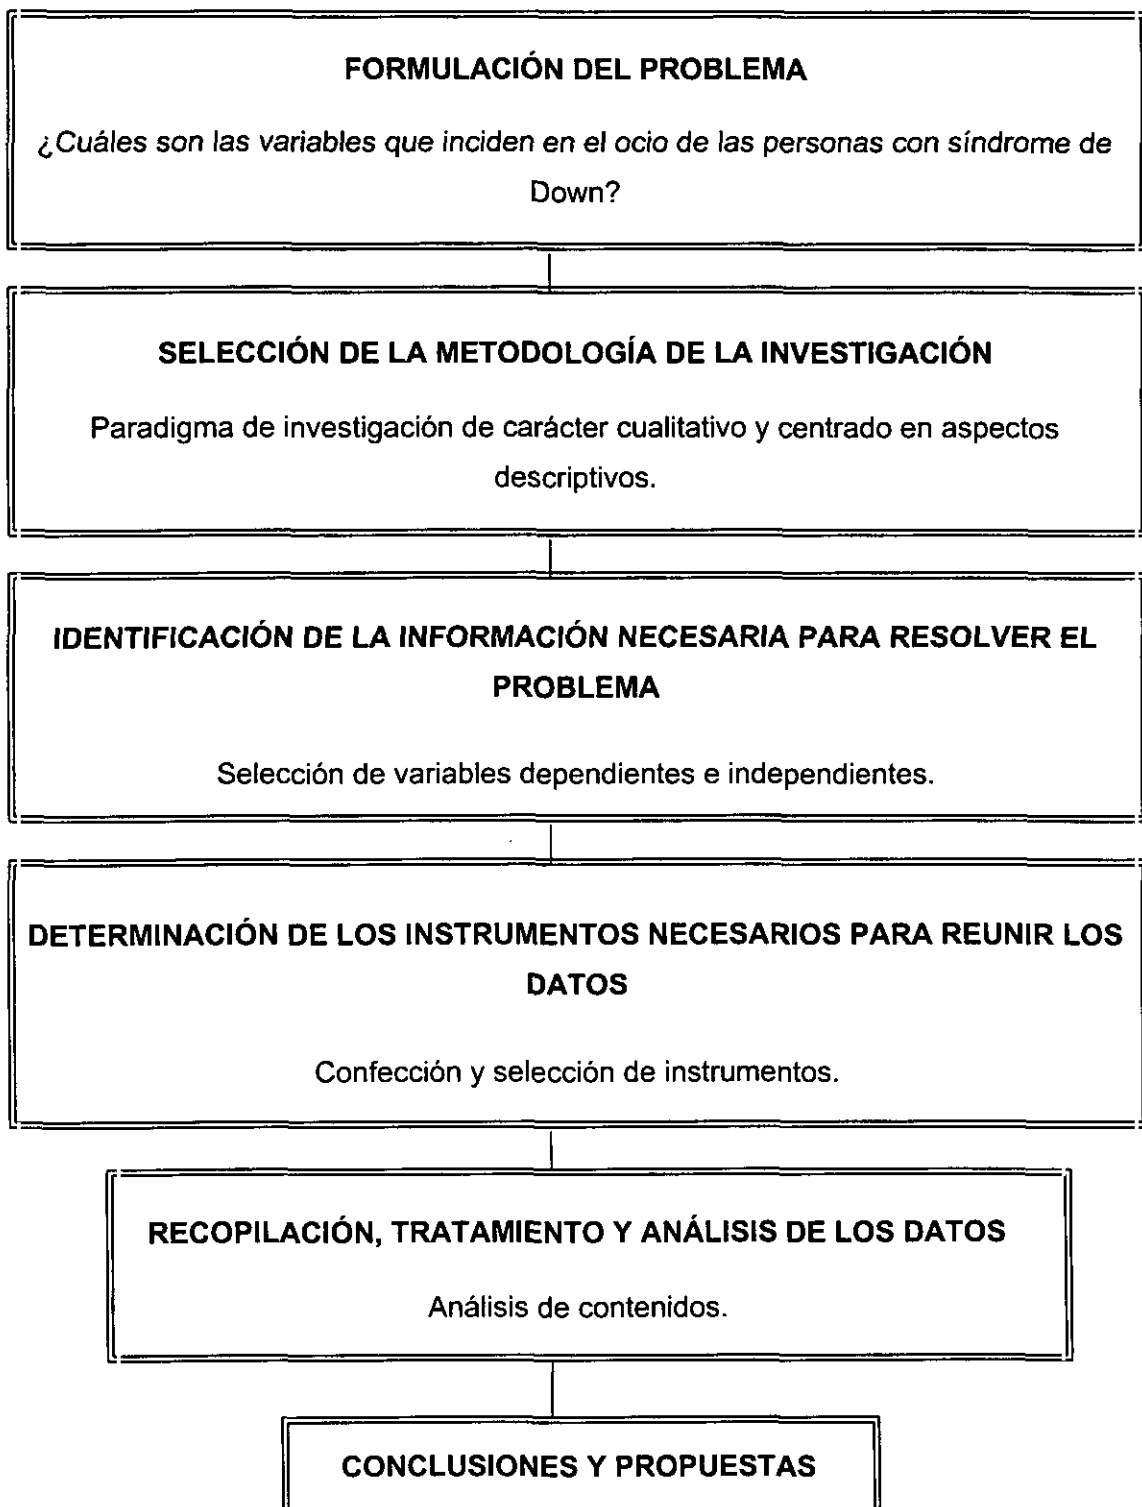 FORMULACIÓN DEL PROBLEMA
¿Cuáles son las variables que inciden en el ocio de las personas con síndrome de
Down?
SELECCIÓN DE LA METODOLOGÍA DE LA INVESTIGACIÓN
Paradigma de investigación de carácter cualitativo y centrado en aspectos
descriptivos.
IDENTIFICACIÓN DE LA INFORMACIÓN NECESARIA PARA RESOLVER EL
PROBLEMA
Selección de variables dependientes e independientes.
DETERMINACIÓN DE LOS INSTRUMENTOS NECESARIOS PARA REUNIR LOS
DATOS
Confección y selección de instrumentos.
RECOPILACIÓN, TRATAMIENTO Y ANÁLISIS DE LOS DATOS
Análisis de contenidos.
CONCLUSIONES Y PROPUESTAS